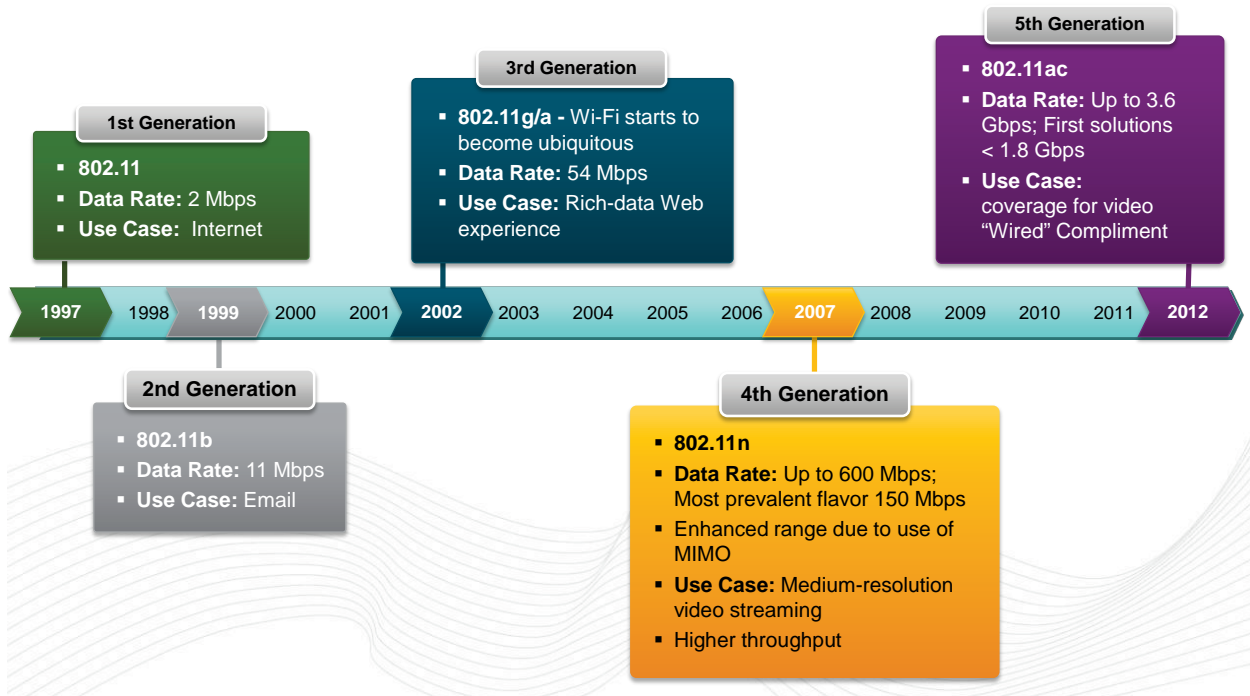 1st Generation
▪ 802.11
▪ Data Rate: 2 Mbps
▪ Use Case: Internet
3rd Generation
▪ 802.11g/a - Wi-Fi starts to
become ubiquitous
▪ Data Rate: 54 Mbps
▪ Use Case: Rich-data Web
experience
5th Generation
▪ 802.11ac
▪ Data Rate: Up to 3.6
Gbps; First solutions
< 1.8 Gbps
▪ Use Case:
coverage for video
“Wired” Compliment
1997 1998 1999 2000 2001 2002 2003 2004 2005 2006 2007 2008 2009 2010 2011 2012
2nd Generation
▪ 802.11b
▪ Data Rate: 11 Mbps
▪ Use Case: Email
4th Generation
▪ 802.11n
▪ Data Rate: Up to 600 Mbps;
Most prevalent flavor 150 Mbps
▪ Enhanced range due to use of
MIMO
▪ Use Case: Medium-resolution
video streaming
▪ Higher throughput